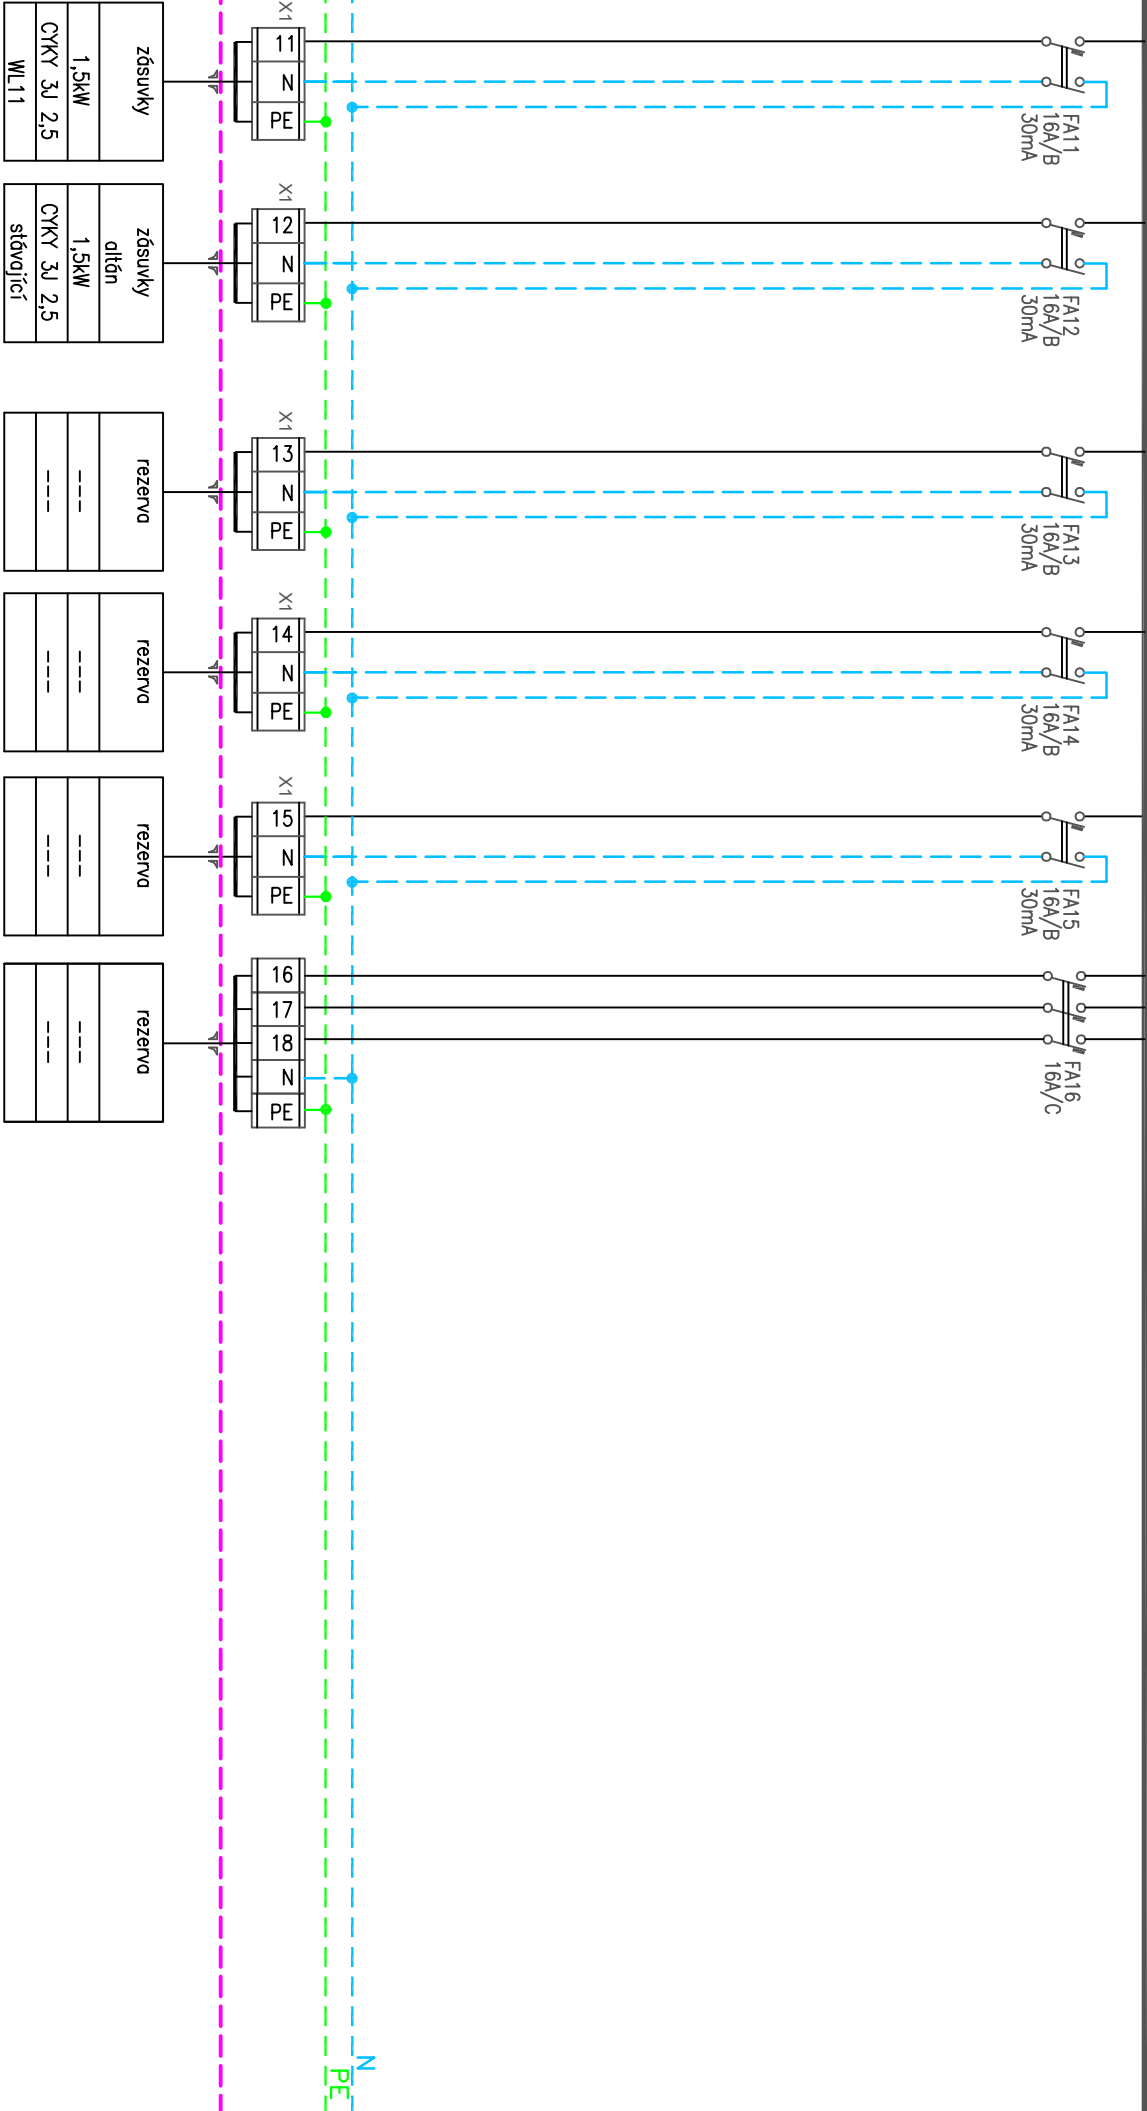 FA11
16A/B
30mA
FA12
16A/B
30mA
FA13
16A/B
30mA
FA14
16A/B
30mA
FA15
16A/B
30mA
FA16
16A/C
N
PE
X1
11
N
PE
X1
12
N
PE
X1
13
N
PE
X1
14
N
PE
X1
15
N
PE
16
17
18
N
PE
zásuvky
1,5kW
CYKY 3J 2,5
WL11
zásuvky
altán
1,5kW
CYKY 3J 2,5
stávající
rezerva
----
----
rezerva
----
----
rezerva
----
----
rezerva
----
----